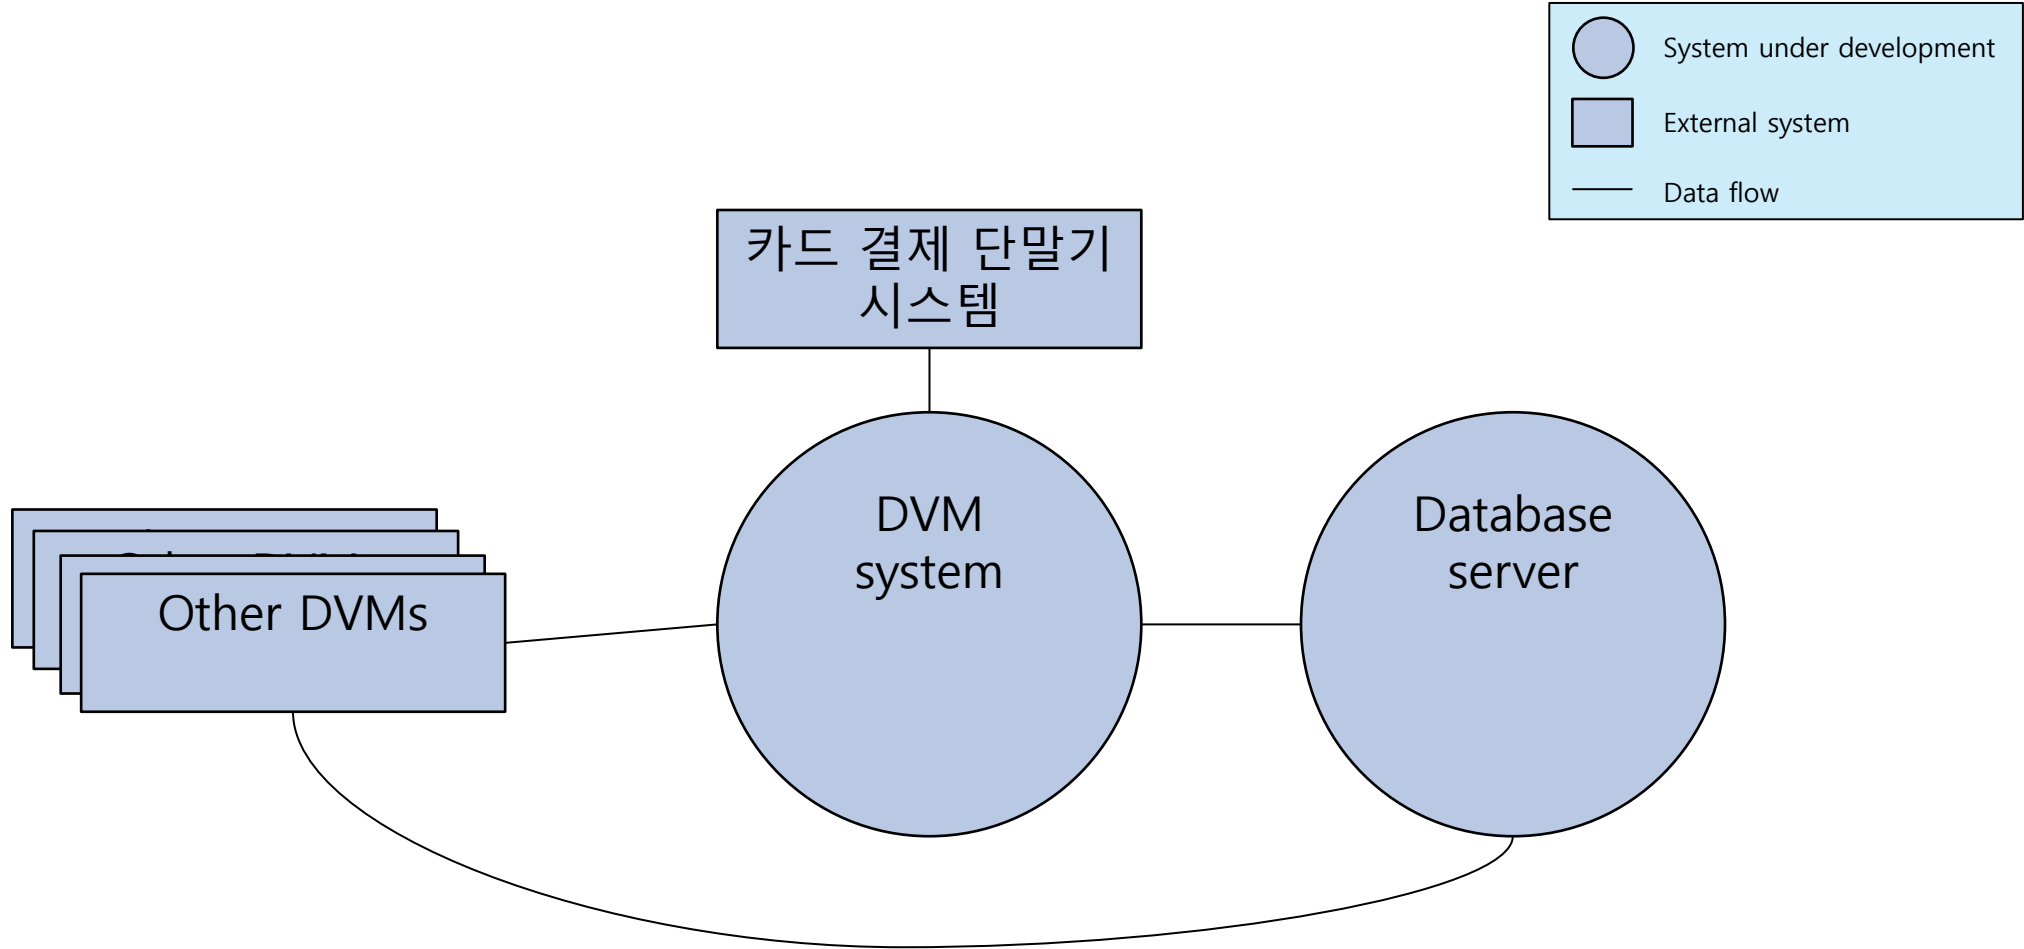 System under development
External system
Data flow
카드 결제 단말기
시스템
DVM
system
Database
server
Other DVMs